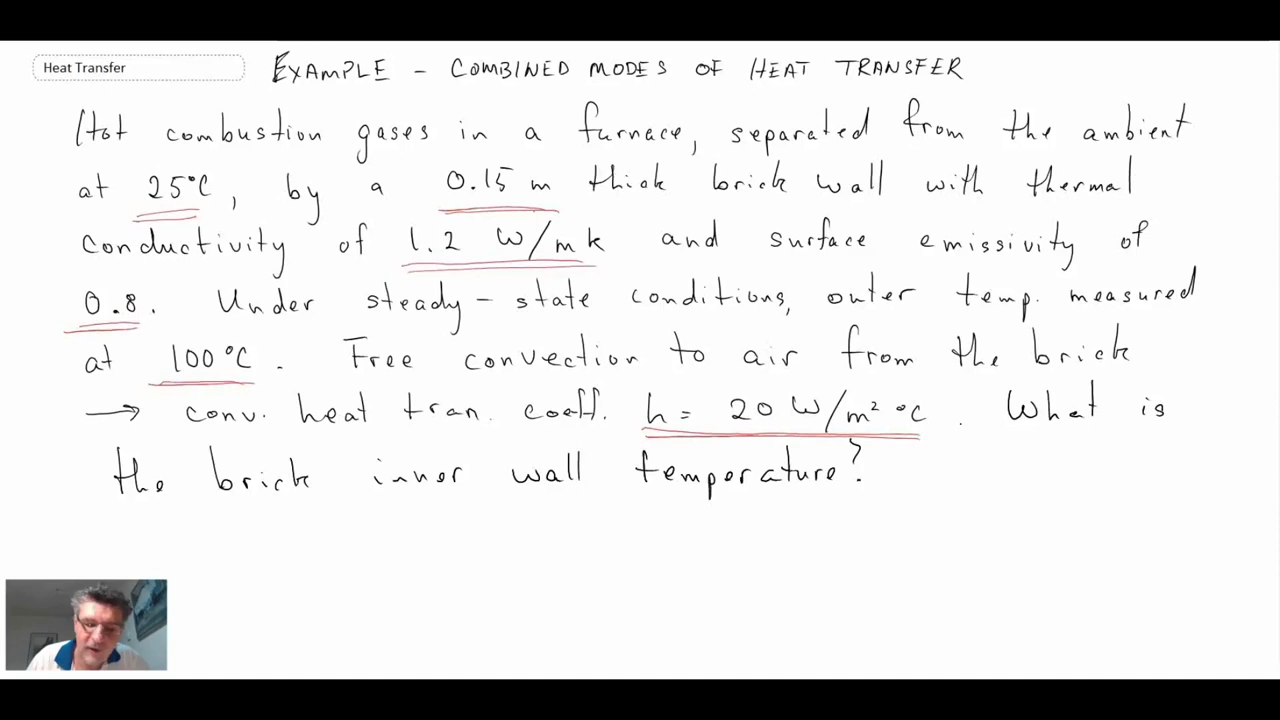 Heat Transfer
EXAMPLE - COMBINED MODES OF HEAT TRANSFER
Hot combustion gases in a furnace, separated from the ambient
at 25°C, by a 0.15 m thick brick wall with thermal
conductivity of 1.2 W/mk and surface emissivity of
0.8. Under steady-state conditions, outer temp. measured
at 100°C. Free convection to air from the brick
→ conv. heat tran. coeff. h = 20 W/m² °C. What is
the brick inner wall temperature?